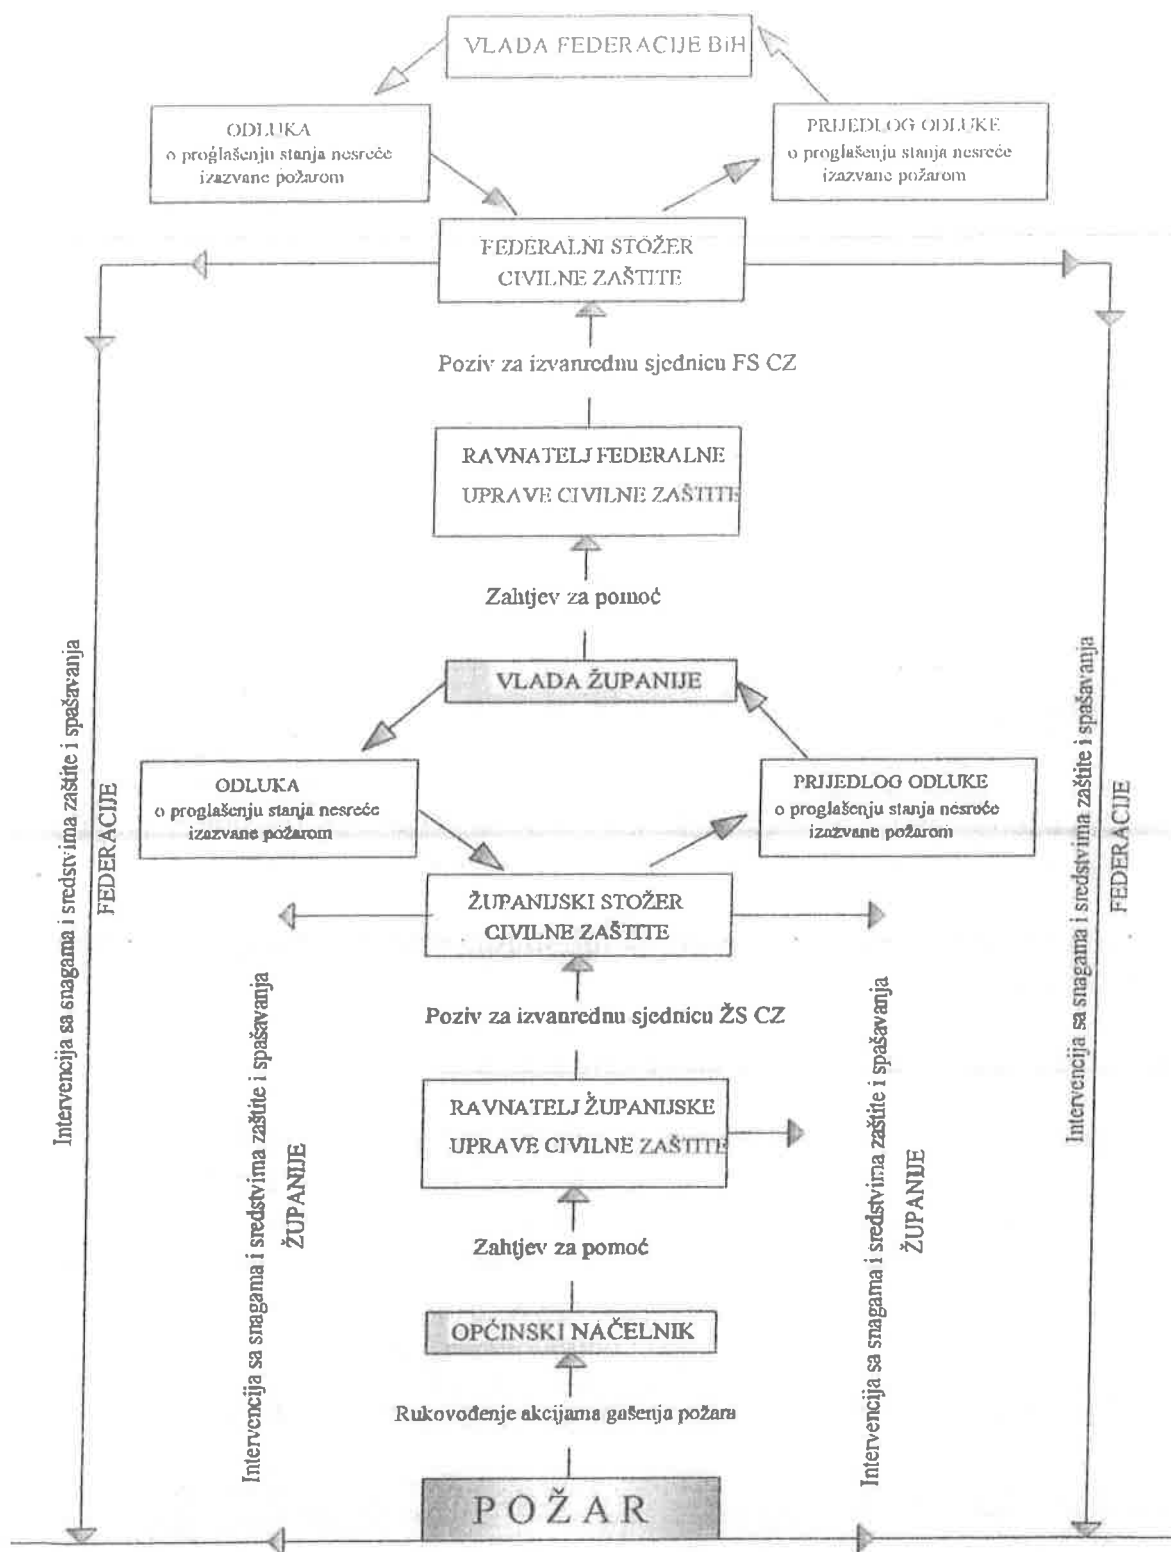 VLADA FEDERACIJE BiH
ODLUKA
o proglašenju stanja nesreće
izazvane požarom
PRIJEDLOG ODLUKE
o proglašenju stanja nesreće
izazvane požarom
FEDERALNI STOŽER
CIVILNE ZAŠTITE
Poziv za izvanrednu sjednicu FS CZ
RAVNATELJ FEDERALNE
UPRAVE CIVILNE ZAŠTITE
Zahtjev za pomoć
VLADA ŽUPANIJE
ODLUKA
o proglašenju stanja nesreće
izazvane požarom
PRIJEDLOG ODLUKE
o proglašenju stanja nesreće
izazvane požarom
ŽUPANIJSKI STOŽER
CIVILNE ZAŠTITE
Poziv za izvanrednu sjednicu ŽS CZ
RAVNATELJ ŽUPANIJSKE
UPRAVE CIVILNE ZAŠTITE
Zahtjev za pomoć
OPĆINSKI NAČELNIK
Rukovođenje akcijama gašenja požara
POŽAR
Intervencija sa snagama i sredstvima zaštite i spašavanja
FEDERACIJE
Intervencija sa snagama i sredstvima zaštite i spašavanja
ŽUPANIJE
Intervencija sa snagama i sredstvima zaštite i spašavanja
ŽUPANIJE
Intervencija sa snagama i sredstvima zaštite i spašavanja
FEDERACIJE